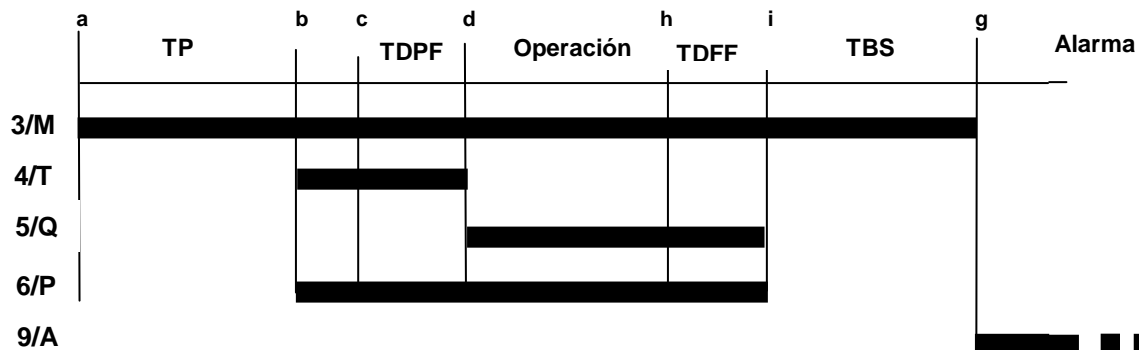 a b c d h i g
TP TDPF Operación TDFF TBS Alarma
3/M
4/T
5/Q
6/P
9/A